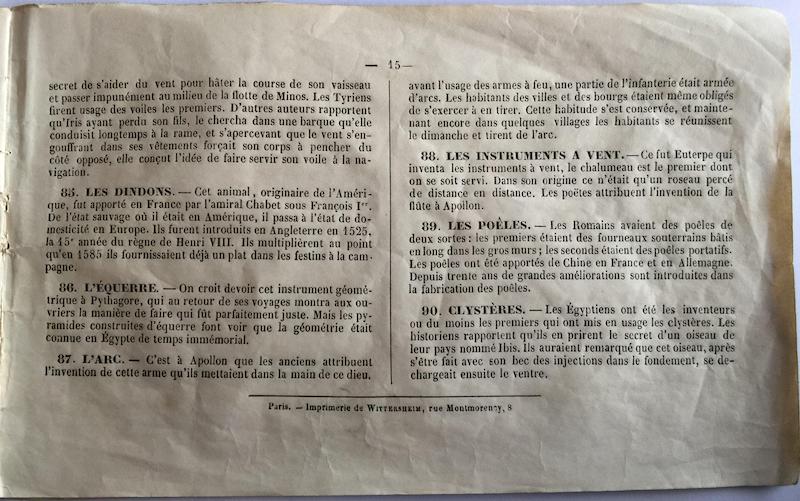 — 15 —
secret de s'aider du vent pour hâter la course de son vaisseau
et passer impunément au milieu de la flotte de Minos. Les Tyriens
firent usage des voiles les premiers. D'autres auteurs rapportent
qu'Iris ayant perdu son fils, le chercha dans une barque qu'elle
conduisit longtemps à la rame, et s'apercevant que le vent s'en-
gouffrant dans ses vêtements forçait son corps à pencher du
côté opposé, elle conçut l'idée de faire servir son voile à la na-
vigation.
85. LES DINDONS. — Cet animal, originaire de l'Améri-
que, fut apporté en France par l'amiral Chabet sous François Ier.
De l'état sauvage où il était en Amérique, il passa à l'état de do-
mesticité en Europe. Ils furent introduits en Angleterre en 1525,
la 15e année du règne de Henri VIII. Ils multiplièrent au point
qu'en 1585 ils fournissaient déjà un plat dans les festins à la cam-
pagne.
86. L'ÉQUERRE. — On croit devoir cet instrument géomé-
trique à Pythagore, qui au retour de ses voyages montra aux ou-
vriers la manière de faire qui fût parfaitement juste. Mais les py-
ramides construites d'équerre font voir que la géométrie était
connue en Égypte de temps immémorial.
87. L'ARC. — C'est à Apollon que les anciens attribuent
l'invention de cette arme qu'ils mettaient dans la main de ce dieu,
avant l'usage des armes à feu, une partie de l'infanterie était armée
d'arcs. Les habitants des villes et des bourgs étaient même obligés
de s'exercer à en tirer. Cette habitude s'est conservée, et mainte-
nant encore dans quelques villages les habitants se réunissent
le dimanche et tirent de l'arc.
88. LES INSTRUMENTS A VENT. — Ce fut Euterpe qui
inventa les instruments à vent, le chalumeau est le premier dont
on se soit servi. Dans son origine ce n'était qu'un roseau percé
de distance en distance. Les poëtes attribuent l'invention de la
flûte à Apollon.
89. LES POÈLES. — Les Romains avaient des poêles de
deux sortes : les premiers étaient des fourneaux souterrains bâtis
en long dans les gros murs ; les seconds étaient des poêles portatifs.
Les poêles ont été apportés de Chine en France et en Allemagne.
Depuis trente ans de grandes améliorations sont introduites dans
la fabrication des poêles.
90. CLYSTÈRES. — Les Égyptiens ont été les inventeurs
ou du moins les premiers qui ont mis en usage les clystères. Les
historiens rapportent qu'ils en prirent le secret d'un oiseau de
leur pays nommé Ibis. Ils auraient remarqué que cet oiseau, après
s'être fait avec son bec des injections dans le fondement, se dé-
chargeait ensuite le ventre.
Paris. — Imprimerie de WITTERSHEIM, rue Montmorency, 8